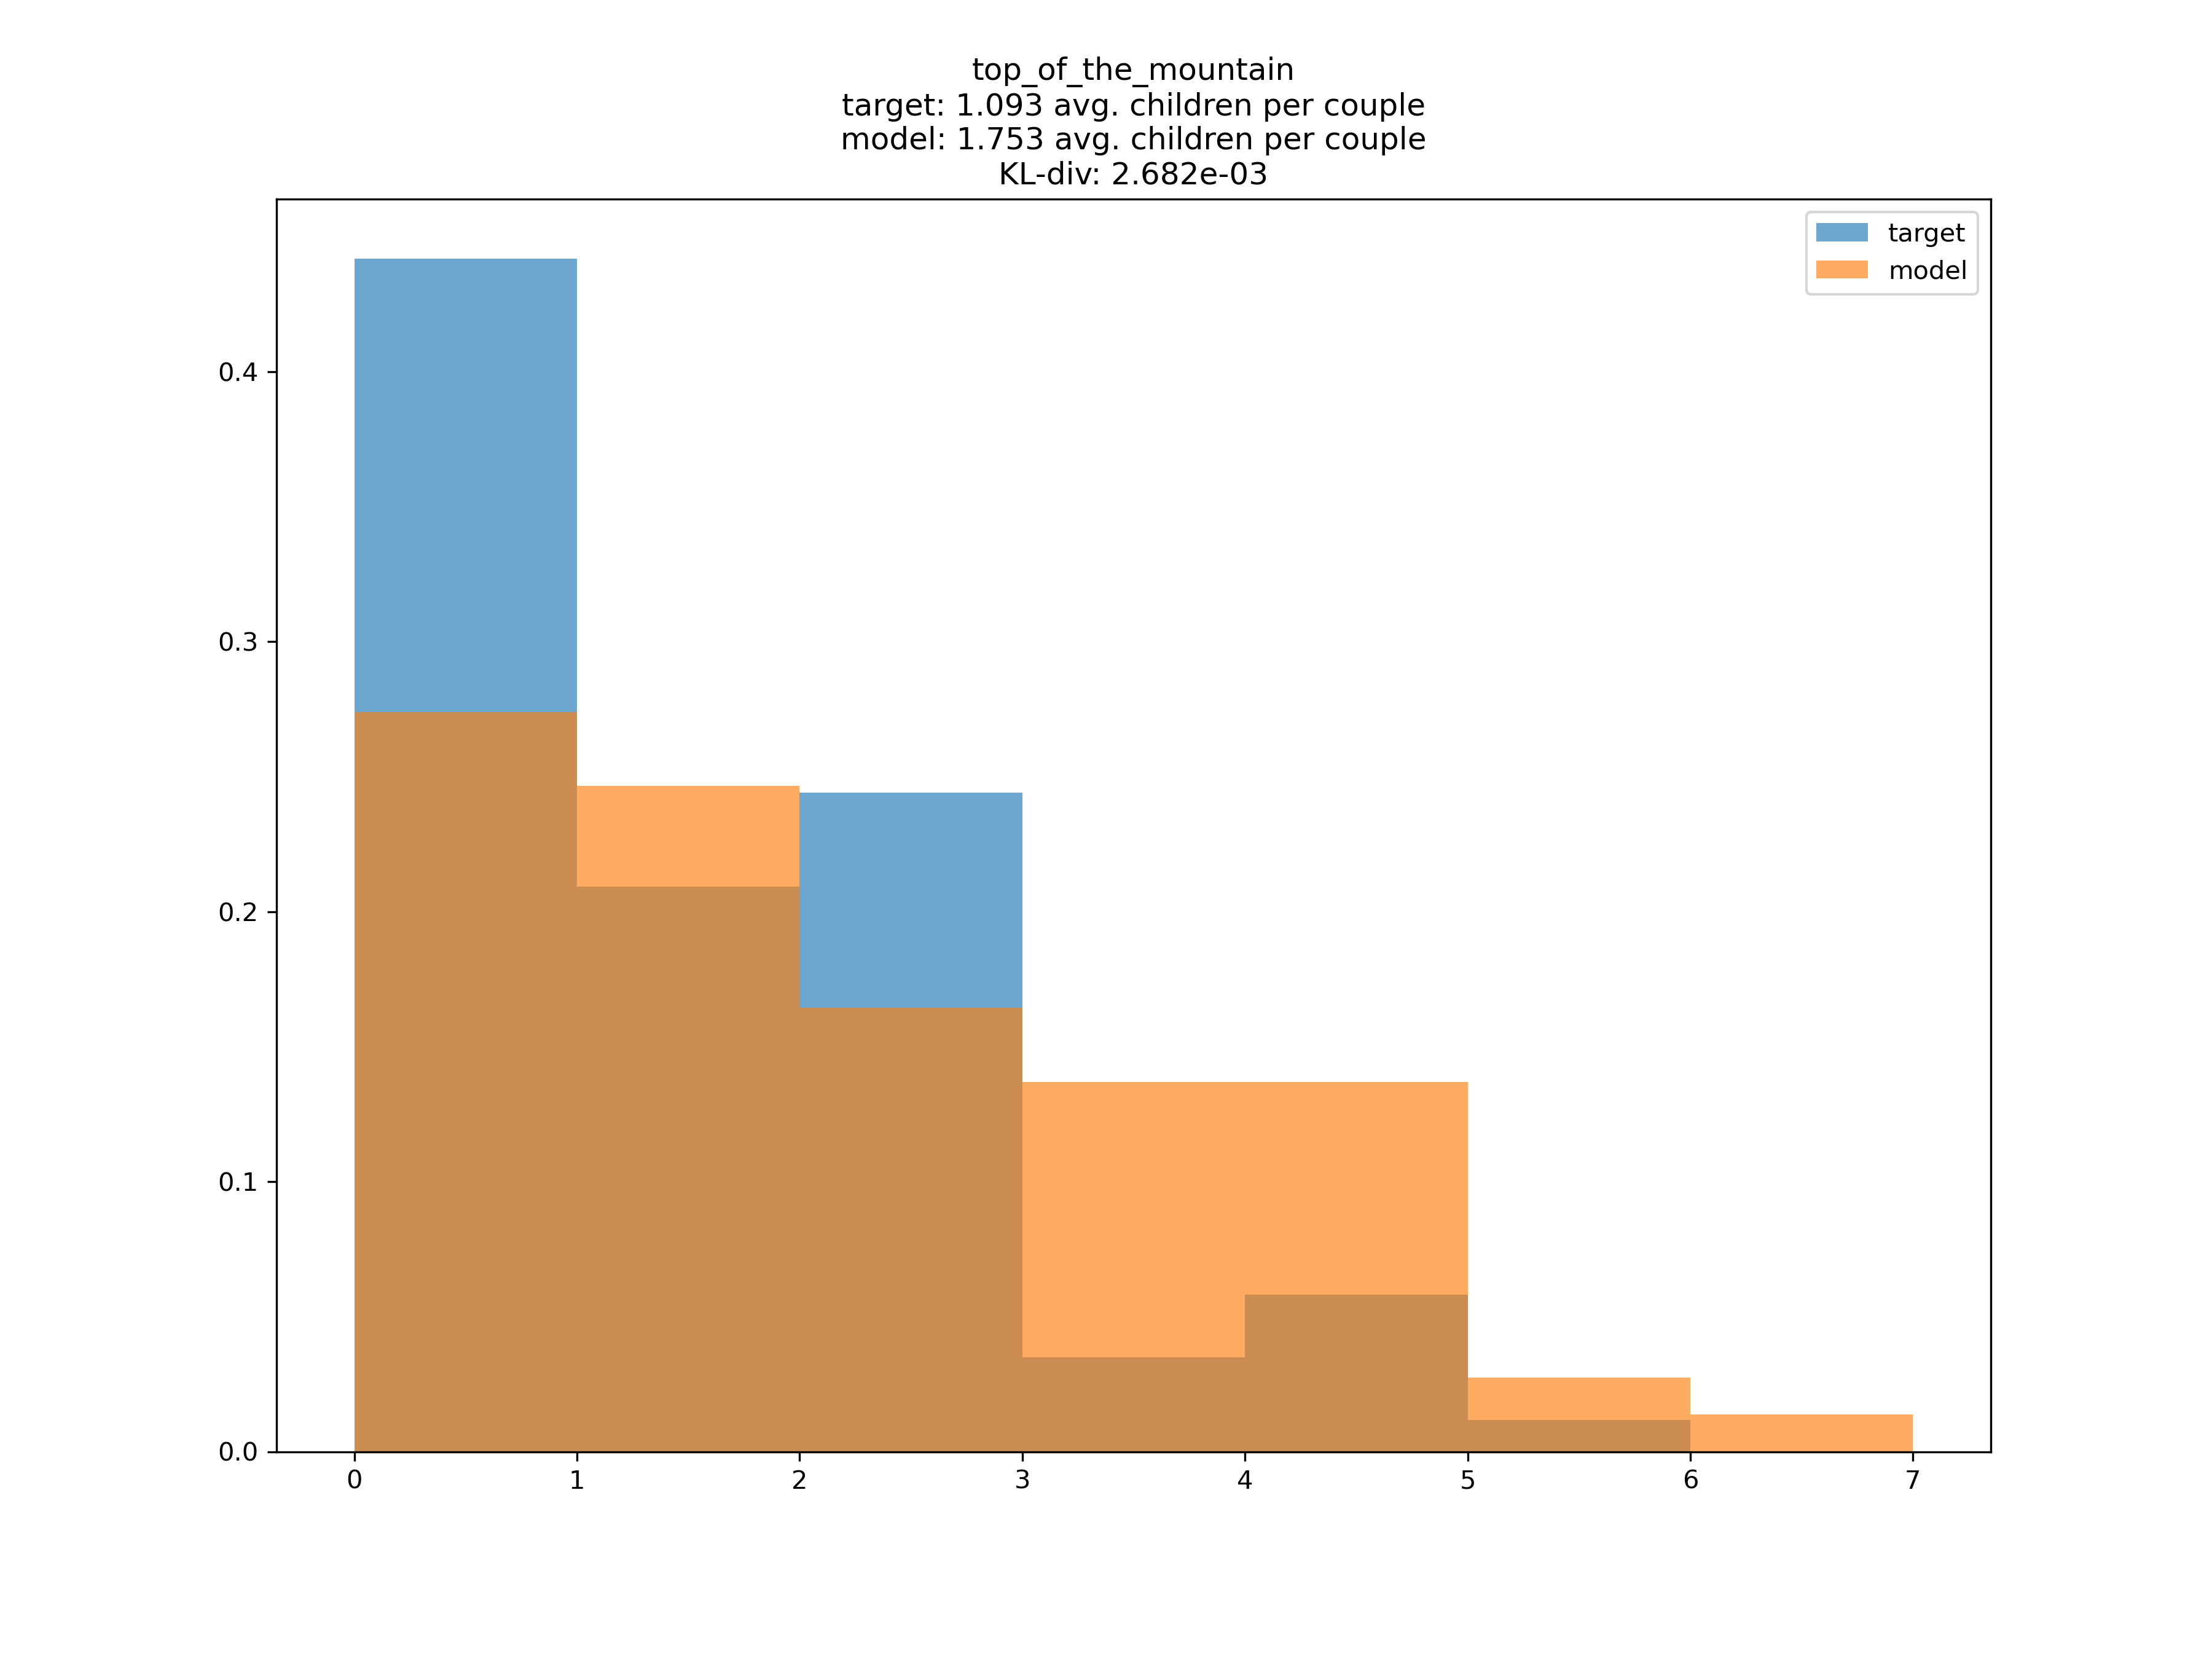 top_of_the_mountain
target: 1.093 avg. children per couple
model: 1.753 avg. children per couple
KL-div: 2.682e-03
target
model
0.4
0.3
0.2
0.1
0.0
0 1 2 3 4 5 6 7